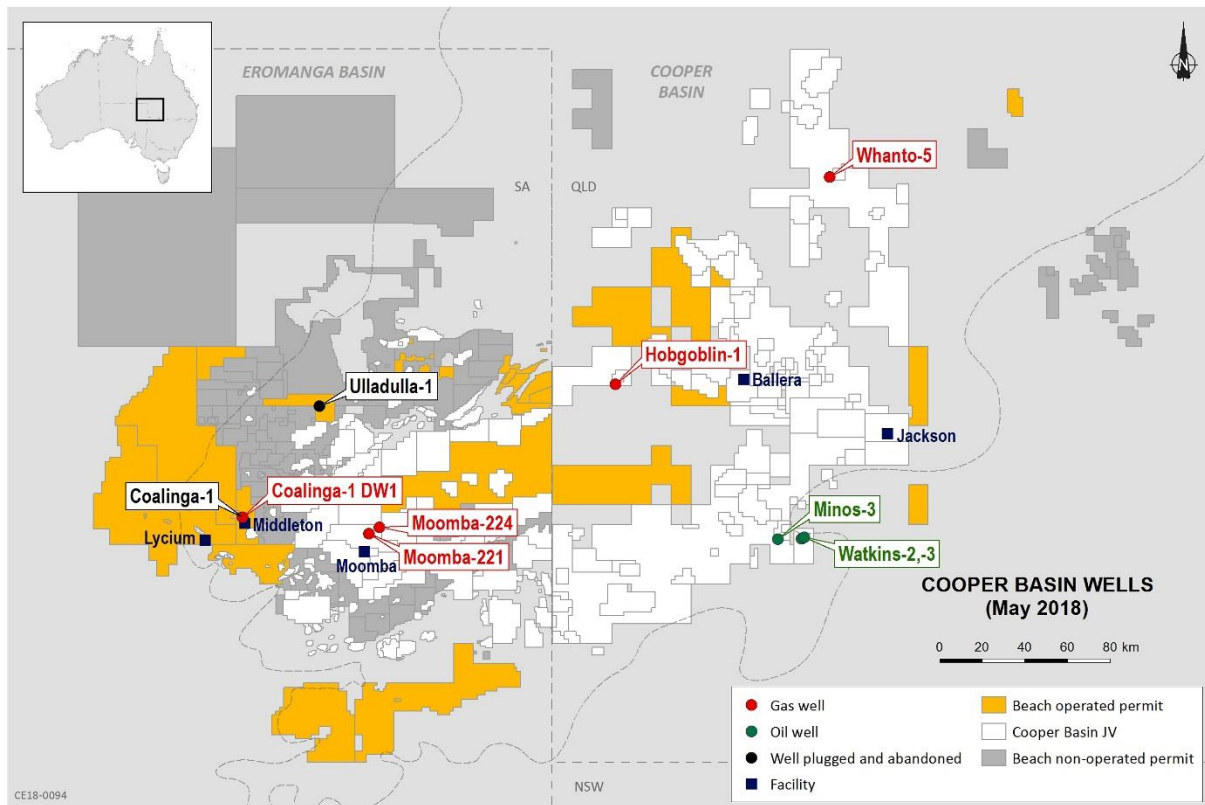 EROMANGA BASIN
COOPER
BASIN
N
SA
QLD
Whanto-5
Hobgoblin-1
Ballera
Ulladulla-1
Jackson
Coalinga-1
Coalinga-1 DW1
Middleton
Lycium
Moomba-224
Moomba-221
Moomba
Minos-3
Watkins-2,-3
COOPER BASIN WELLS
(May 2018)
0 20 40 60 80 km
Gas well
Oil well
Well plugged and abandoned
Facility
Beach operated permit
Cooper Basin JV
Beach non-operated permit
NSW
CE18-0094